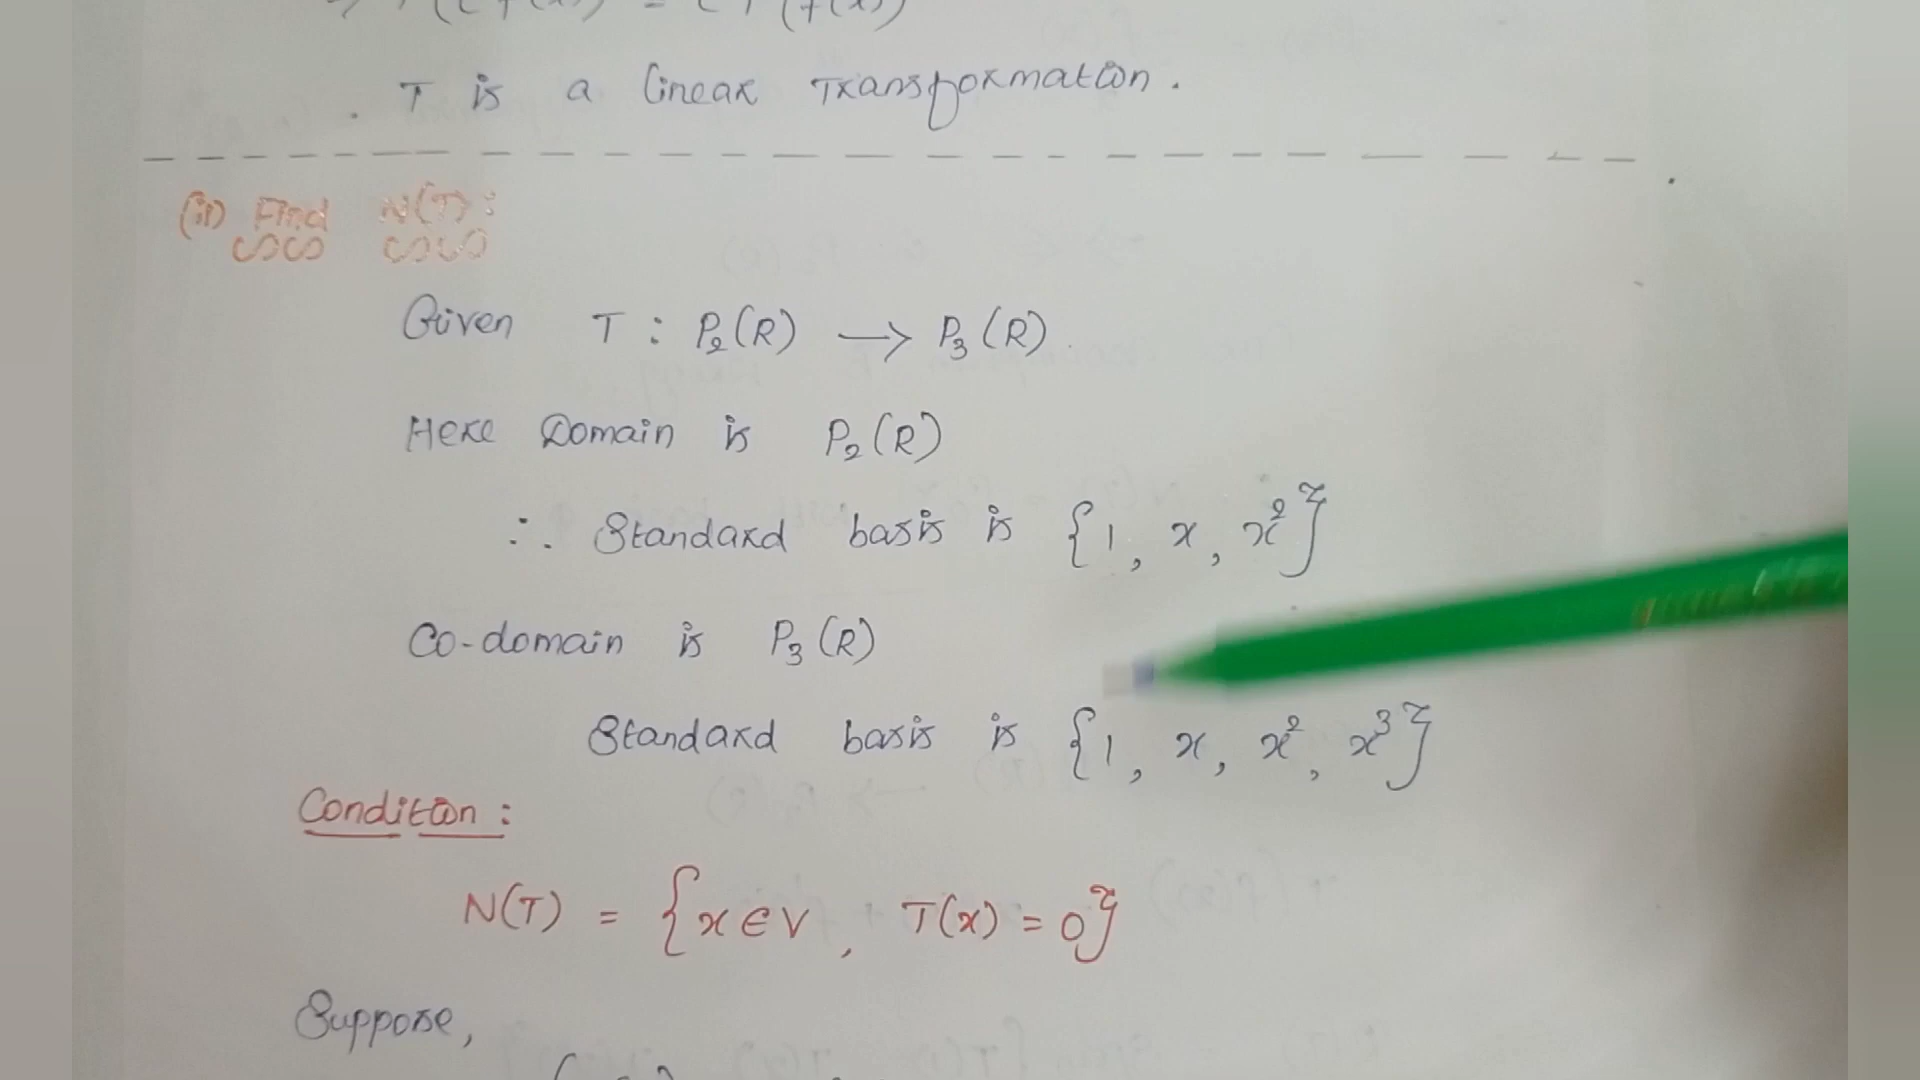 T is a linear Transformation.
(ii) Find N(T):
Given T : P₂(R) → P₃(R).
Here Domain is P₂(R)
∴ Standard basis is {1, x, x²}
Co-domain is P₃(R)
Standard basis is {1, x, x², x³}
Condition:
N(T) = {x ∈ V, T(x) = 0}
Suppose,